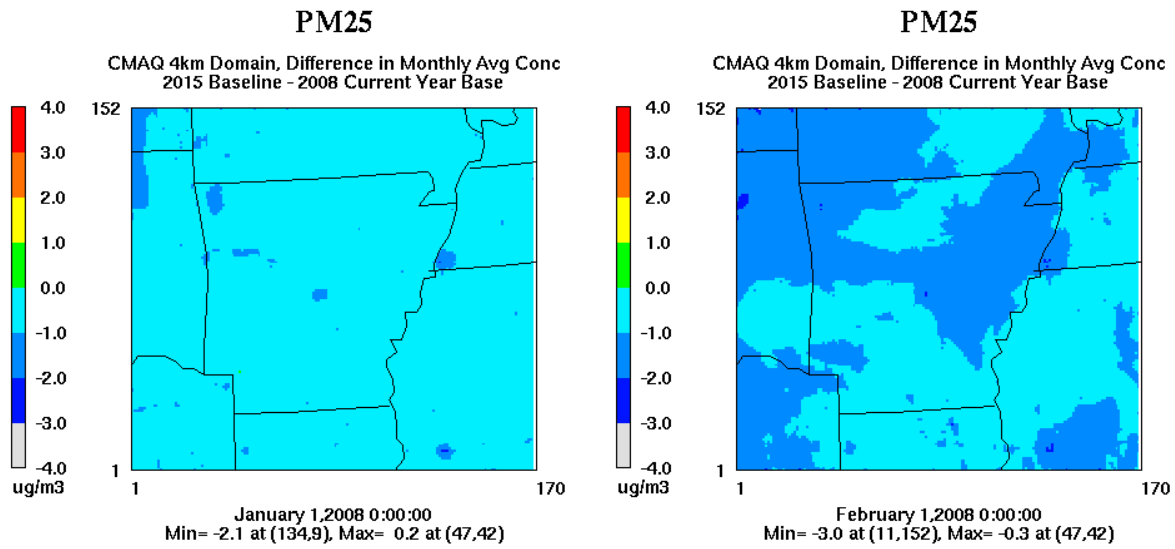 PM25
CMAQ 4km Domain, Difference in Monthly Avg Conc
2015 Baseline - 2008 Current Year Base
152
4.0
3.0
2.0
1.0
0.0
-1.0
-2.0
-3.0
-4.0
1
ug/m3
1
170
January 1,2008 0:00:00
Min= -2.1 at (134,9), Max= 0.2 at (47,42)
PM25
CMAQ 4km Domain, Difference in Monthly Avg Conc
2015 Baseline - 2008 Current Year Base
152
4.0
3.0
2.0
1.0
0.0
-1.0
-2.0
-3.0
-4.0
1
ug/m3
1
170
February 1,2008 0:00:00
Min= -3.0 at (11,152), Max= -0.3 at (47,42)